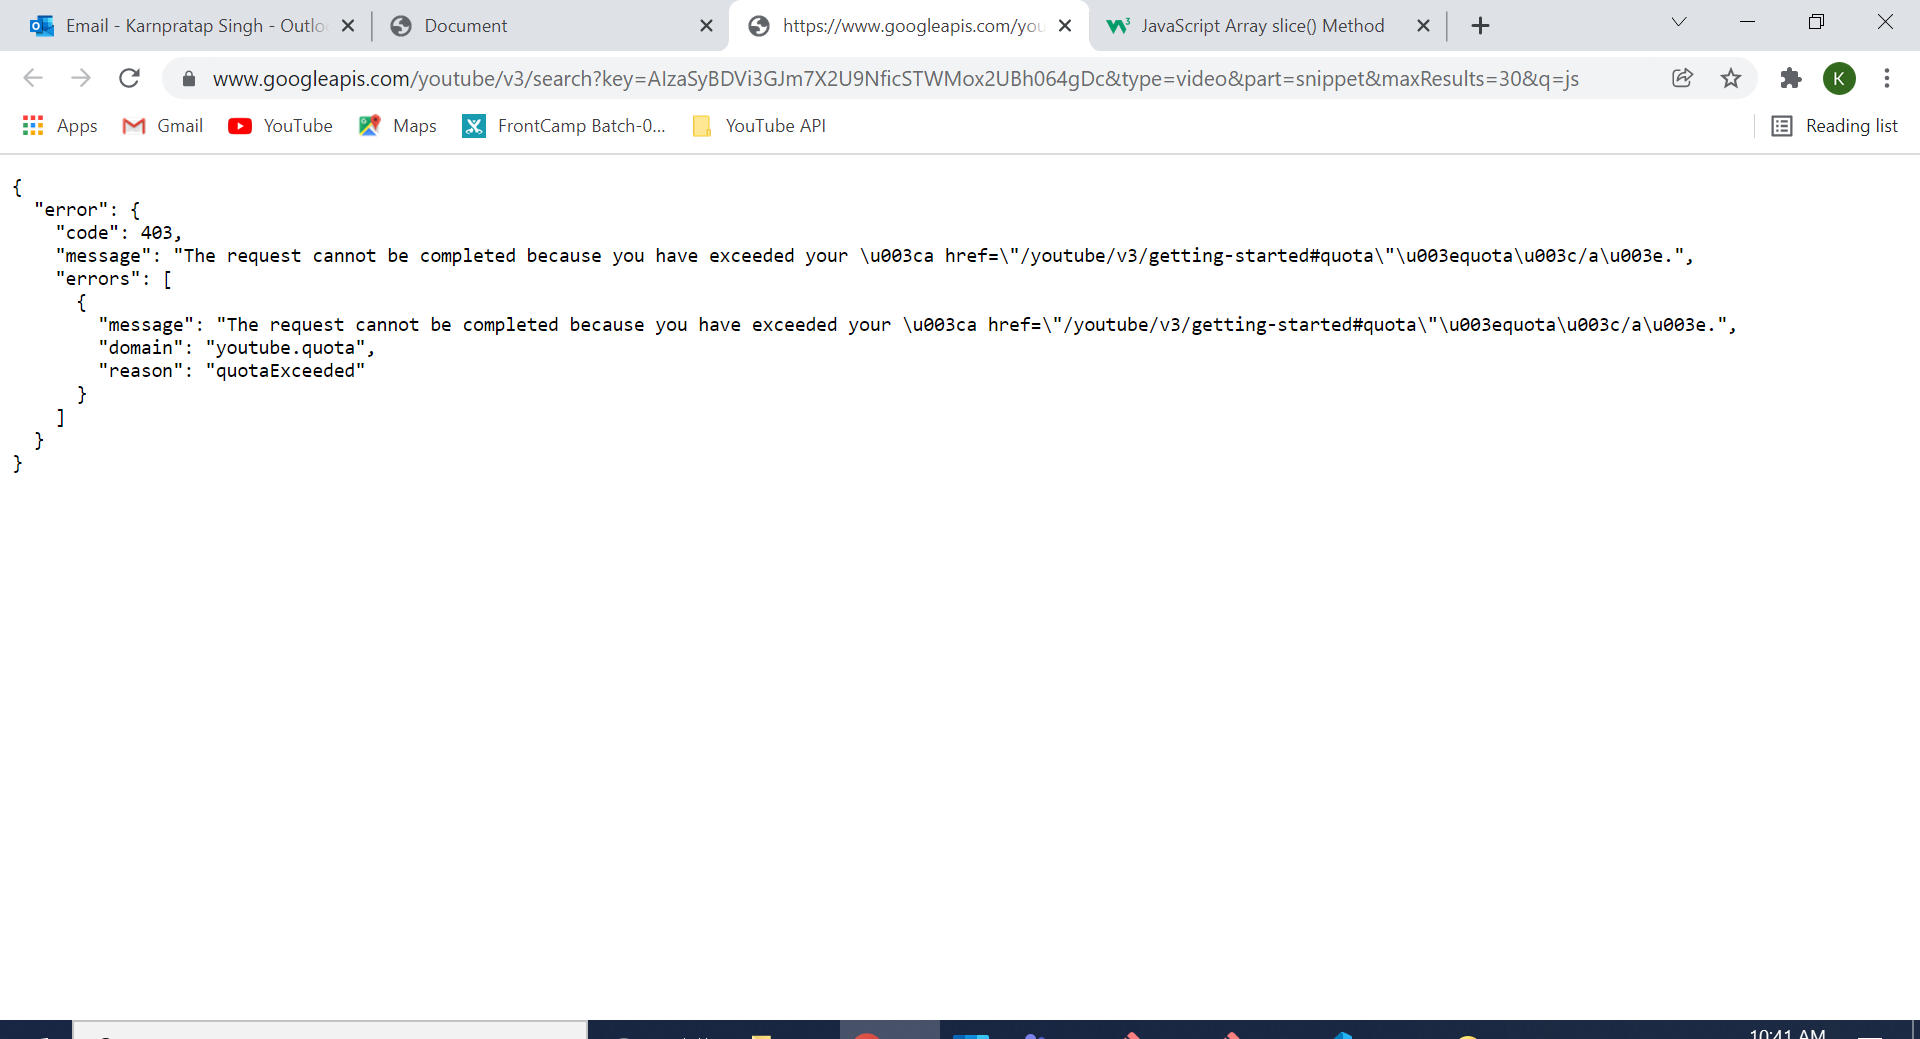 Email - Karnpratap Singh - Outlo
Document
https://www.googleapis.com/you
JavaScript Array slice() Method
www.googleapis.com/youtube/v3/search?key=AIzaSyBDVi3GJm7X2U9NficSTWMox2UBh064gDc&type=video&part=snippet&maxResults=30&q=js
K
Apps
Gmail
YouTube
Maps
FrontCamp Batch-0...
YouTube API
Reading list
{
"error": {
"code": 403,
"message": "The request cannot be completed because you have exceeded your \u003ca href=\"/youtube/v3/getting-started#quota\"\u003equota\u003c/a\u003e.",
"errors": [
{
"message": "The request cannot be completed because you have exceeded your \u003ca href=\"/youtube/v3/getting-started#quota\"\u003equota\u003c/a\u003e.",
"domain": "youtube.quota",
"reason": "quotaExceeded"
}
]
}
}
10:41 AM